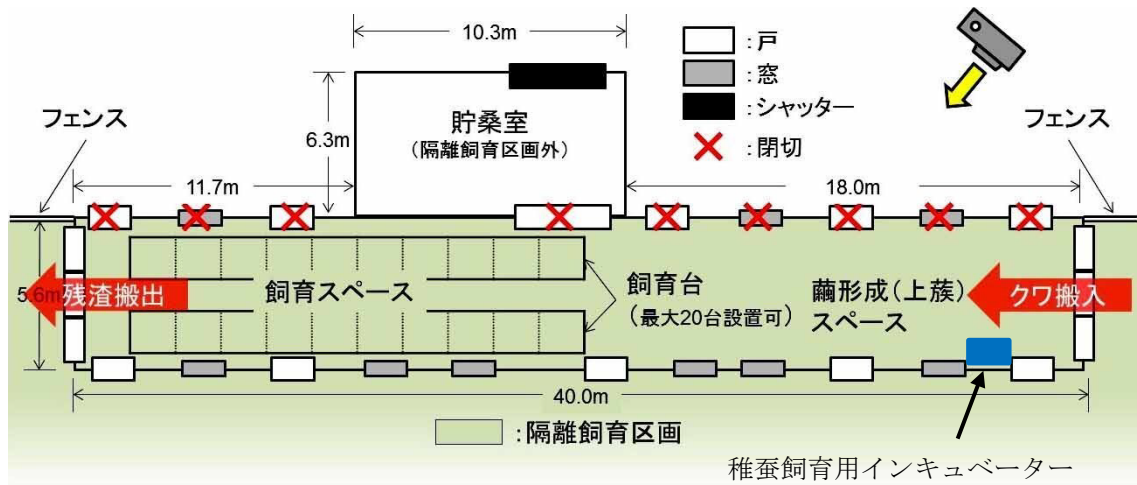 10.3m
:戸
:窓
:シャッター
:閉切
フェンス
6.3m
貯桑室
(隔離飼育区画外)
フェンス
11.7m
18.0m
5.6m
残渣搬出
飼育スペース
飼育台
(最大20台設置可)
繭形成(上蔟)
スペース
クワ搬入
40.0m
:隔離飼育区画
稚蚕飼育用インキュベーター